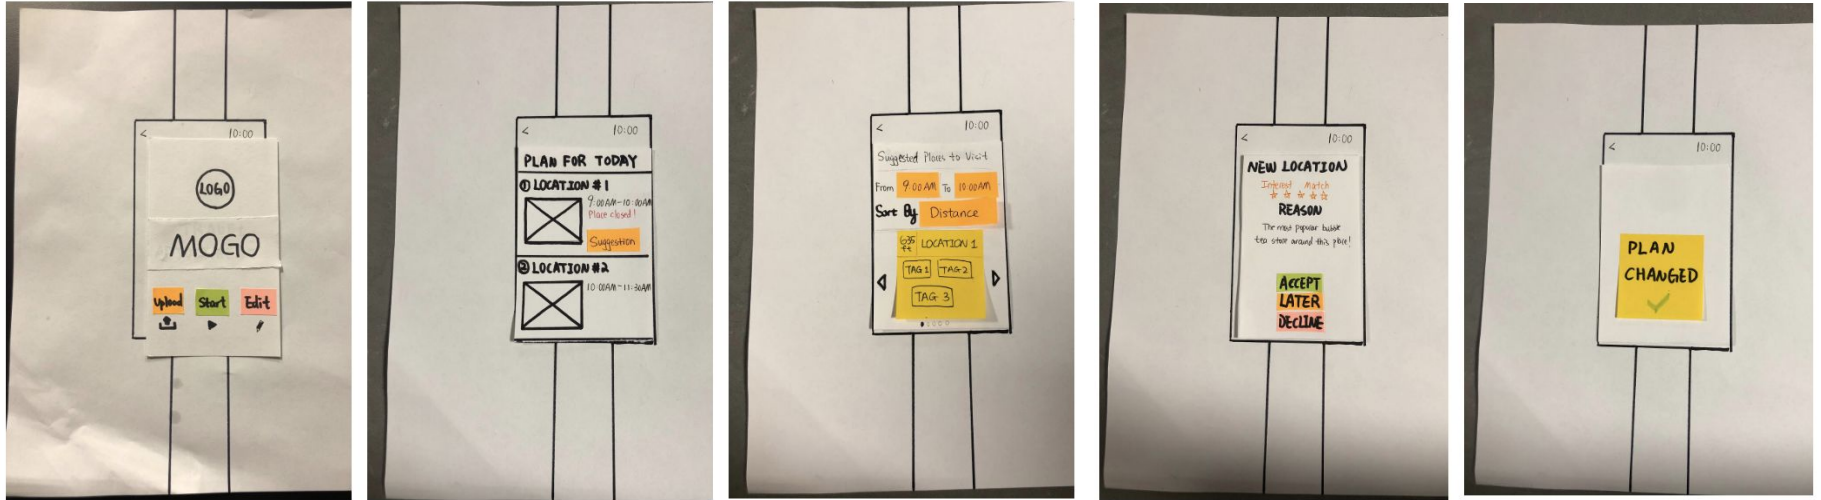 <
10:00
LOGO
MOGO
Upload Start Edit
<
10:00
PLAN FOR TODAY
① LOCATION #1
9:00AM-10:00AM
Place closed!
Suggestion
② LOCATION #2
10:00AM-11:30AM
<
10:00
Suggested Places to Visit
From 9:00AM To 10:00AM
Sort By Distance
635 ft LOCATION 1
TAG 1 TAG 2
TAG 3
<
10:00
NEW LOCATION
Interest Match
REASON
The most popular bubble
tea store around this place!
ACCEPT
LATER
DECLINE
<
10:00
PLAN
CHANGED